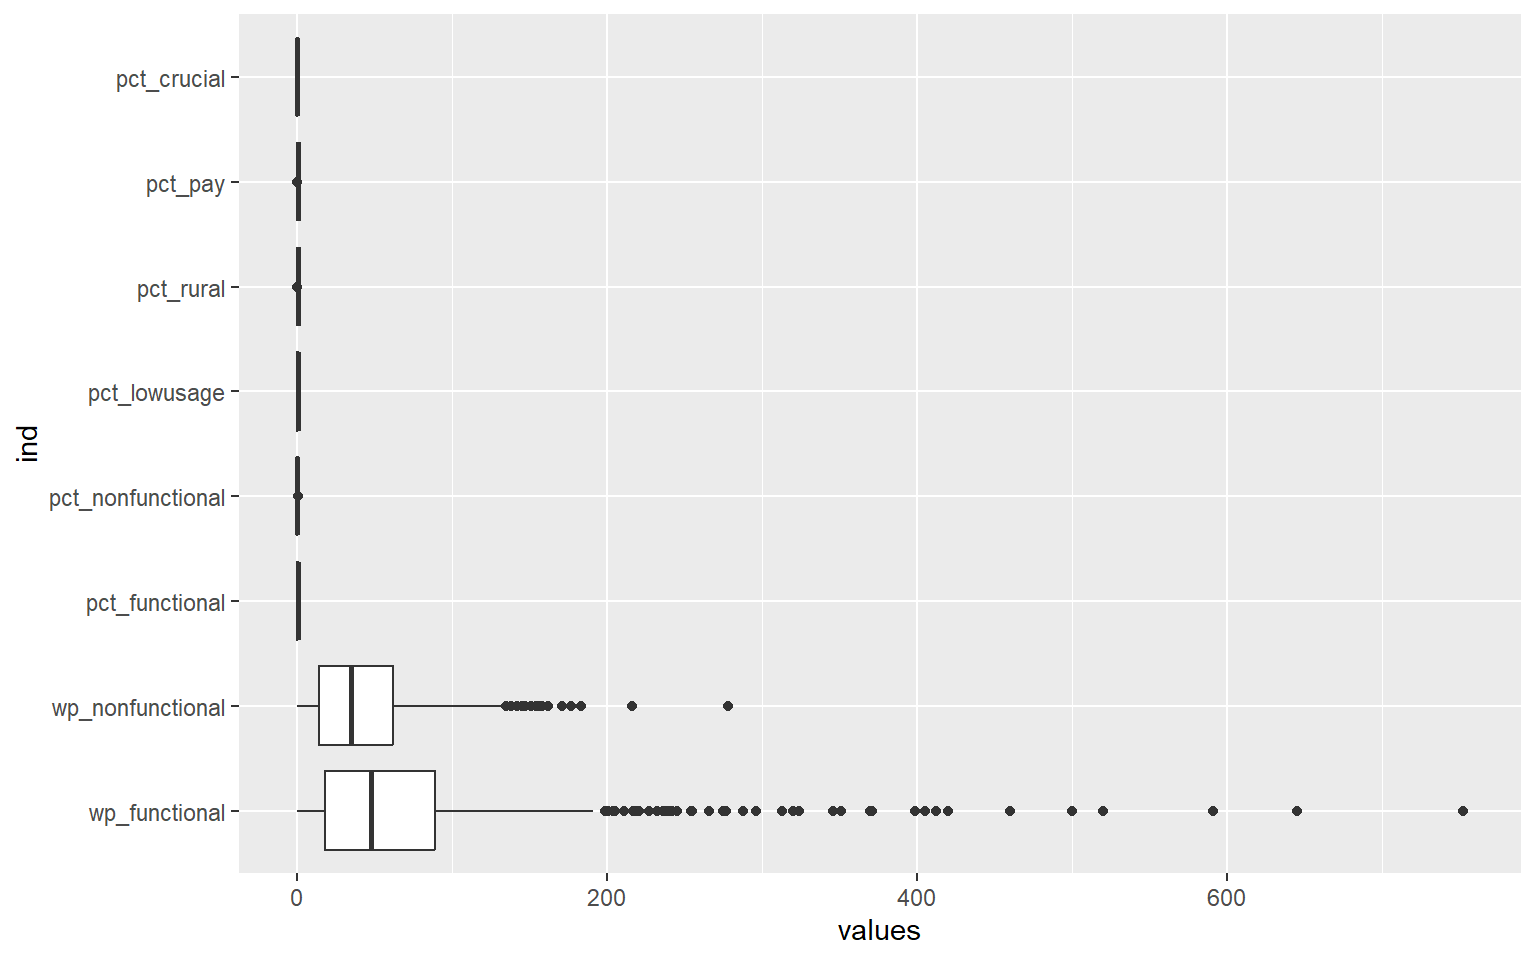 pct_crucial
pct_pay
pct_rural
pct_lowusage
pct_nonfunctional
pct_functional
wp_nonfunctional
wp_functional
ind
0 200 400 600
values